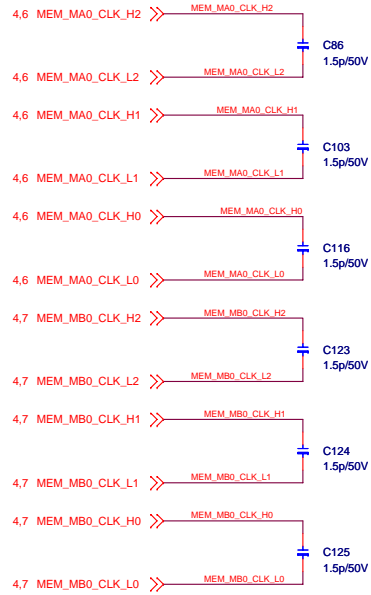 4,6 MEM_MA0_CLK_H2 MEM_MA0_CLK_H2
C86
1.5p/50V
4,6 MEM_MA0_CLK_L2 MEM_MA0_CLK_L2
4,6 MEM_MA0_CLK_H1 MEM_MA0_CLK_H1
C103
1.5p/50V
4,6 MEM_MA0_CLK_L1 MEM_MA0_CLK_L1
4,6 MEM_MA0_CLK_H0 MEM_MA0_CLK_H0
C116
1.5p/50V
4,6 MEM_MA0_CLK_L0 MEM_MA0_CLK_L0
4,7 MEM_MB0_CLK_H2 MEM_MB0_CLK_H2
C123
1.5p/50V
4,7 MEM_MB0_CLK_L2 MEM_MB0_CLK_L2
4,7 MEM_MB0_CLK_H1 MEM_MB0_CLK_H1
C124
1.5p/50V
4,7 MEM_MB0_CLK_L1 MEM_MB0_CLK_L1
4,7 MEM_MB0_CLK_H0 MEM_MB0_CLK_H0
C125
1.5p/50V
4,7 MEM_MB0_CLK_L0 MEM_MB0_CLK_L0